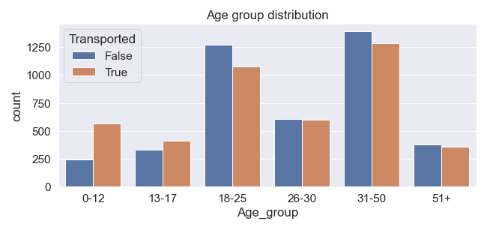 Age group distribution
Transported
False
True
count
1250
1000
750
500
250
0
0-12 13-17 18-25 26-30 31-50 51+
Age_group